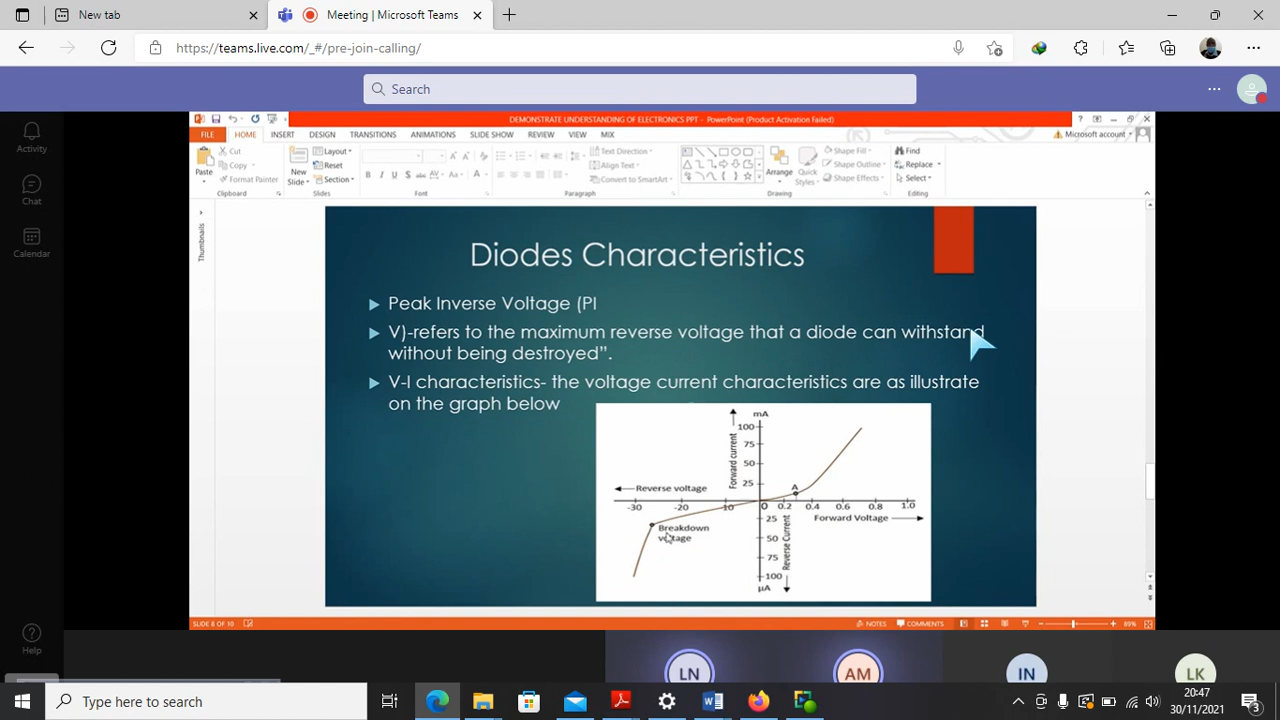 New Tab
Meeting | Microsoft Teams
https://teams.live.com/_#/pre-join-calling/
Search
DEMONSTRATE UNDERSTANDING OF ELECTRONICS PPT - PowerPoint (Product Activation Failed)
FILE HOME INSERT DESIGN TRANSITIONS ANIMATIONS SLIDE SHOW REVIEW VIEW MIX
Microsoft account
Paste
Cut
Copy
Format Painter
Clipboard
New Slide
Layout
Reset
Section
Slides
B I U S abc AV Aa A
Font
Text Direction
Align Text
Convert to SmartArt
Paragraph
Arrange
Quick Styles
Shape Fill
Shape Outline
Shape Effects
Drawing
Find
Replace
Select
Editing
Activity
Chat
Calendar
Help
Thumbnails
Diodes Characteristics
Peak Inverse Voltage (PI
V)-refers to the maximum reverse voltage that a diode can withstand
without being destroyed”.
V-I characteristics- the voltage current characteristics are as illustrate
on the graph below
mA
100
75
50
25
Forward current
A
Reverse voltage
-30 -20 -10 0 0.2 0.4 0.6 0.8 1.0
Forward Voltage
Breakdown
voltage
25
50
75
100
Reverse Current
µA
SLIDE 8 OF 10
NOTES
COMMENTS
89%
LN
AM
IN
LK
Type here to search
20:47
30/11/2021
3